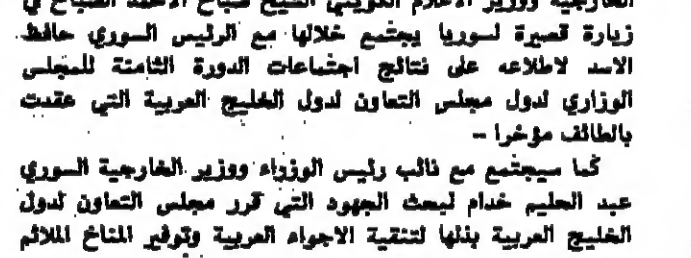 الخارجية ووزير الاعلام الكويتي الشيخ صباح الاحمد الصباح في
زيارة قصيرة لسوريا يجتمع خلالها مع الرئيس السوري حافظ
الاسد لاطلاعه على نتائج اجتماعات الدورة الثامنة للمجلس
الوزاري لدول مجلس التعاون لدول الخليج العربية التي عقدت
بالطائف مؤخرا –
كما سيجتمع مع نائب رئيس الوزراء ووزير الخارجية السوري
عبد الحليم خدام لبحث الجهود التي قرر مجلس التعاون لدول
الخليج العربية بذلها لتنقية الاجواء العربية وتوفير المناخ الملائم